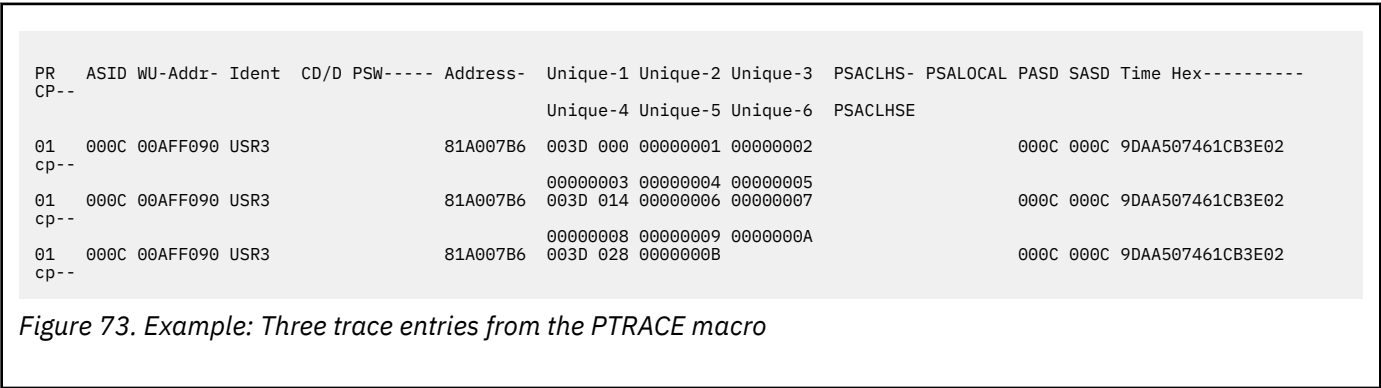 PR   ASID WU-Addr- Ident  CD/D PSW----- Address-  Unique-1 Unique-2 Unique-3  PSACLHS- PSALOCAL PASD SASD Time Hex----------
CP--
Unique-4 Unique-5 Unique-6  PSACLHSE
01   000C 00AFF090 USR3                 81A007B6  003D 000 00000001 00000002                    000C 000C 9DAA507461CB3E02
cp--
00000003 00000004 00000005
01   000C 00AFF090 USR3                 81A007B6  003D 014 00000006 00000007                    000C 000C 9DAA507461CB3E02
cp--
00000008 00000009 0000000A
01   000C 00AFF090 USR3                 81A007B6  003D 028 0000000B                             000C 000C 9DAA507461CB3E02
cp--
Figure 73. Example: Three trace entries from the PTRACE macro